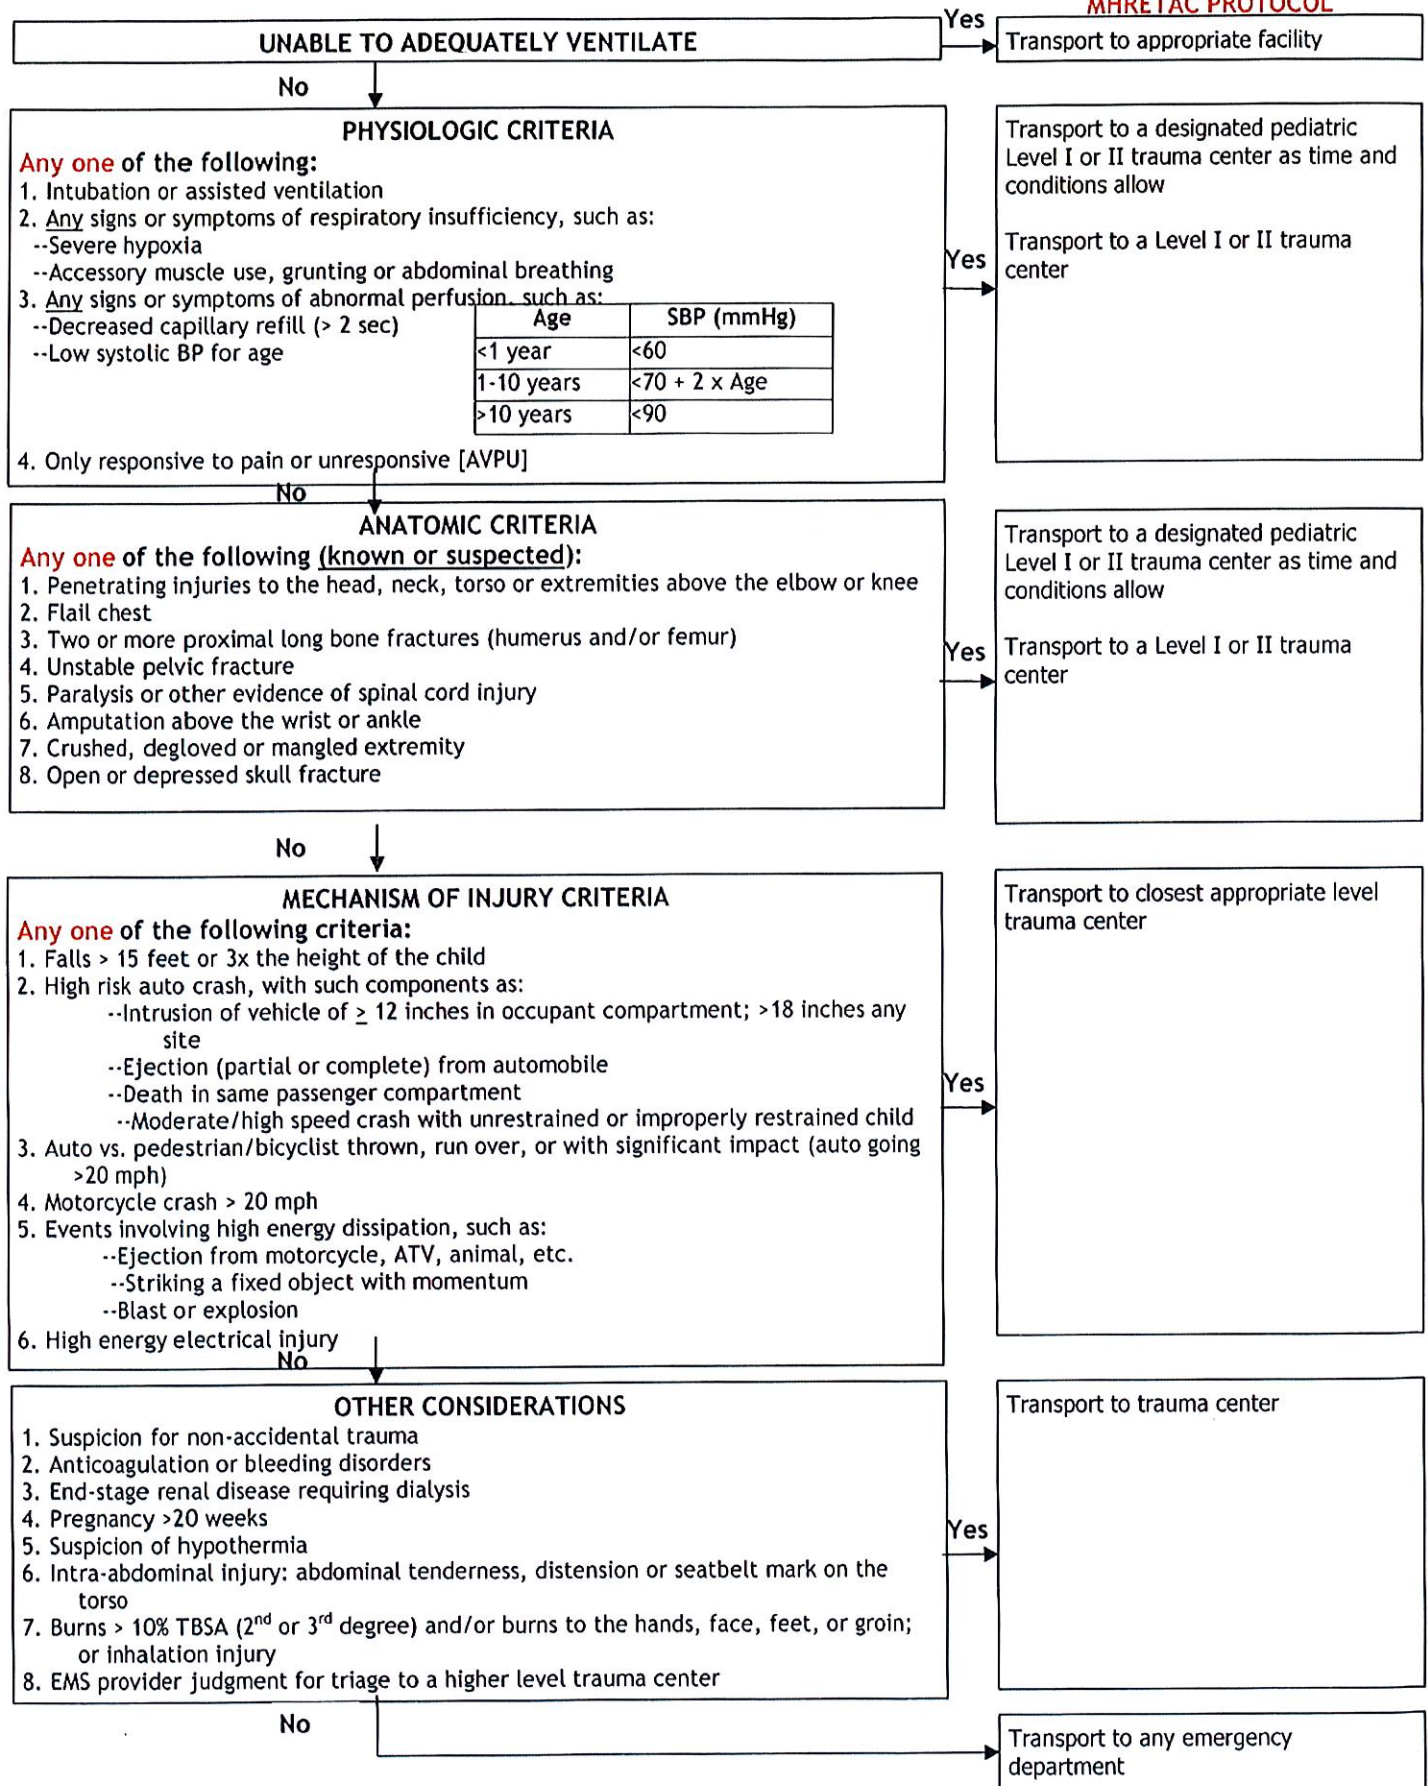 MHRETAC PROTOCOL
UNABLE TO ADEQUATELY VENTILATE
Yes
Transport to appropriate facility
No
PHYSIOLOGIC CRITERIA
Any one of the following:
1. Intubation or assisted ventilation
2. Any signs or symptoms of respiratory insufficiency, such as:
--Severe hypoxia
--Accessory muscle use, grunting or abdominal breathing
3. Any signs or symptoms of abnormal perfusion, such as:
--Decreased capillary refill (> 2 sec)
--Low systolic BP for age
Age SBP (mmHg)
<1 year <60
1-10 years <70 + 2 x Age
>10 years <90
4. Only responsive to pain or unresponsive [AVPU]
Yes
Transport to a designated pediatric
Level I or II trauma center as time and
conditions allow
Transport to a Level I or II trauma
center
No
ANATOMIC CRITERIA
Any one of the following (known or suspected):
1. Penetrating injuries to the head, neck, torso or extremities above the elbow or knee
2. Flail chest
3. Two or more proximal long bone fractures (humerus and/or femur)
4. Unstable pelvic fracture
5. Paralysis or other evidence of spinal cord injury
6. Amputation above the wrist or ankle
7. Crushed, degloved or mangled extremity
8. Open or depressed skull fracture
Yes
Transport to a designated pediatric
Level I or II trauma center as time and
conditions allow
Transport to a Level I or II trauma
center
No
MECHANISM OF INJURY CRITERIA
Any one of the following criteria:
1. Falls > 15 feet or 3x the height of the child
2. High risk auto crash, with such components as:
--Intrusion of vehicle of ≥ 12 inches in occupant compartment; >18 inches any
site
--Ejection (partial or complete) from automobile
--Death in same passenger compartment
--Moderate/high speed crash with unrestrained or improperly restrained child
3. Auto vs. pedestrian/bicyclist thrown, run over, or with significant impact (auto going
>20 mph)
4. Motorcycle crash > 20 mph
5. Events involving high energy dissipation, such as:
--Ejection from motorcycle, ATV, animal, etc.
--Striking a fixed object with momentum
--Blast or explosion
6. High energy electrical injury
Yes
Transport to closest appropriate level
trauma center
No
OTHER CONSIDERATIONS
1. Suspicion for non-accidental trauma
2. Anticoagulation or bleeding disorders
3. End-stage renal disease requiring dialysis
4. Pregnancy >20 weeks
5. Suspicion of hypothermia
6. Intra-abdominal injury: abdominal tenderness, distension or seatbelt mark on the
torso
7. Burns > 10% TBSA (2nd or 3rd degree) and/or burns to the hands, face, feet, or groin;
or inhalation injury
8. EMS provider judgment for triage to a higher level trauma center
Yes
Transport to trauma center
No
Transport to any emergency
department